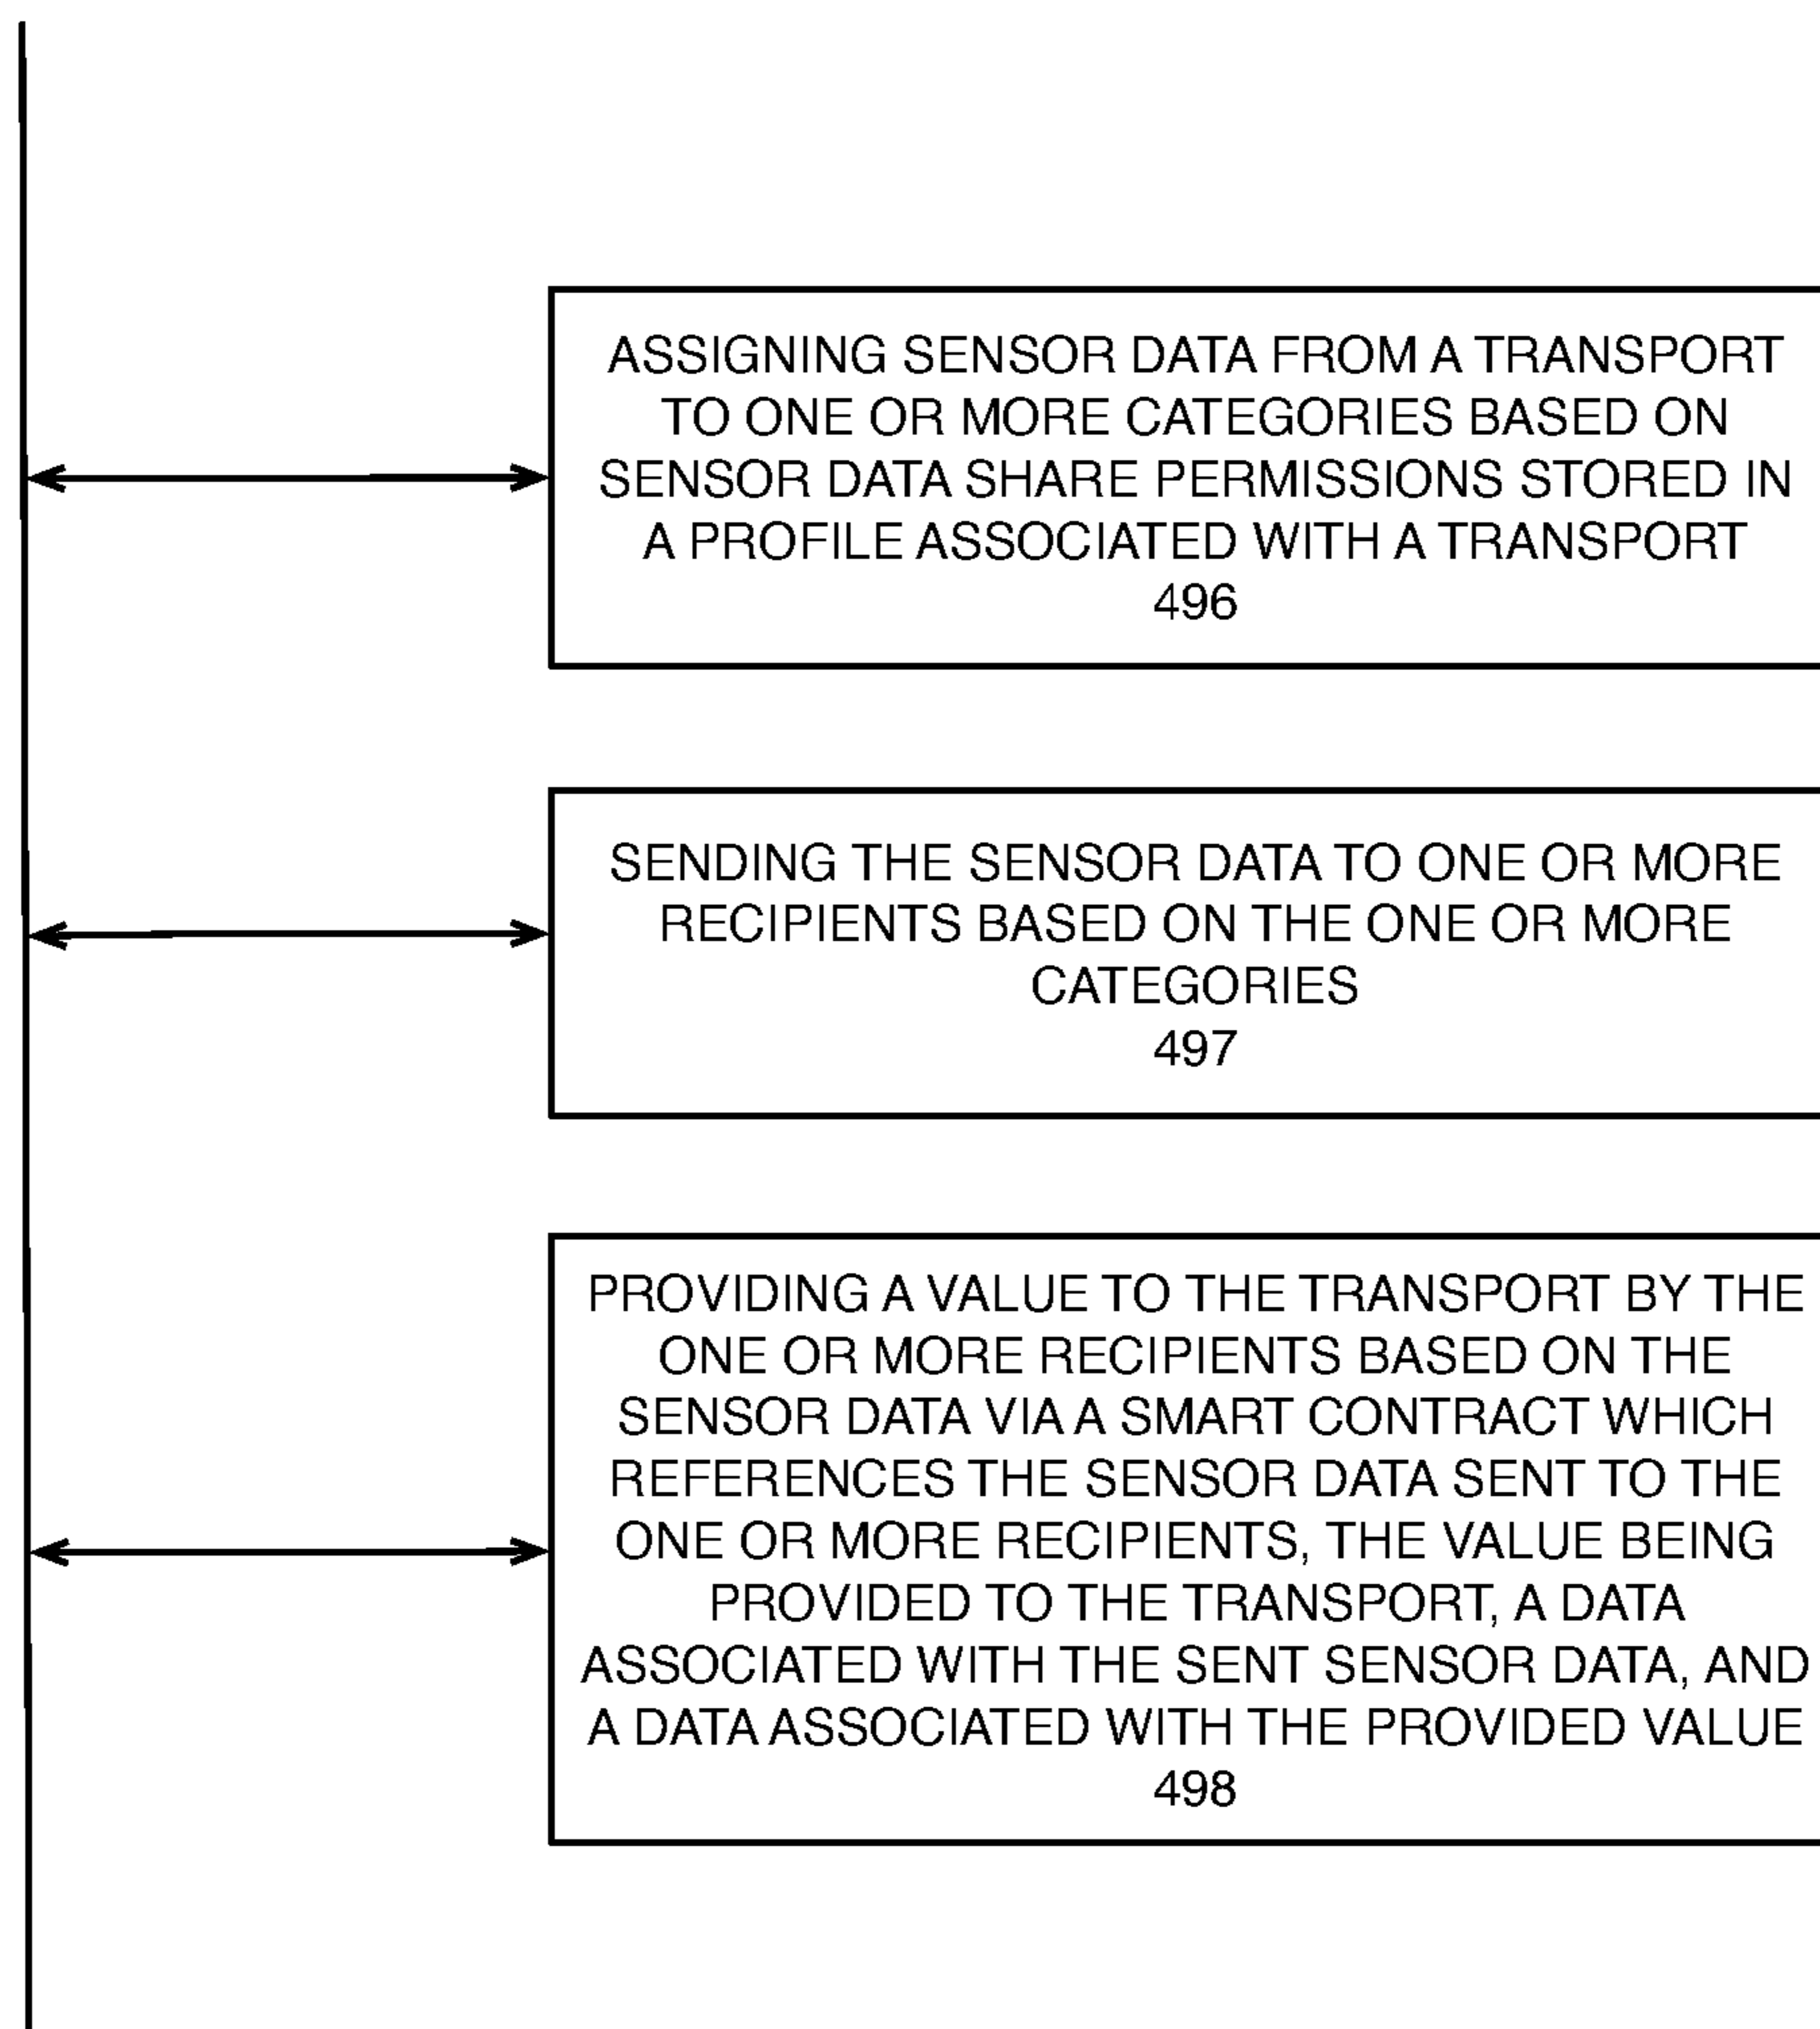 ASSIGNING SENSOR DATA FROM A TRANSPORT
TO ONE OR MORE CATEGORIES BASED ON
SENSOR DATA SHARE PERMISSIONS STORED IN
A PROFILE ASSOCIATED WITH A TRANSPORT
496
SENDING THE SENSOR DATA TO ONE OR MORE
RECIPIENTS BASED ON THE ONE OR MORE
CATEGORIES
497
PROVIDING A VALUE TO THE TRANSPORT BY THE
ONE OR MORE RECIPIENTS BASED ON THE
SENSOR DATA VIA A SMART CONTRACT WHICH
REFERENCES THE SENSOR DATA SENT TO THE
ONE OR MORE RECIPIENTS, THE VALUE BEING
PROVIDED TO THE TRANSPORT, A DATA
ASSOCIATED WITH THE SENT SENSOR DATA, AND
A DATA ASSOCIATED WITH THE PROVIDED VALUE
498